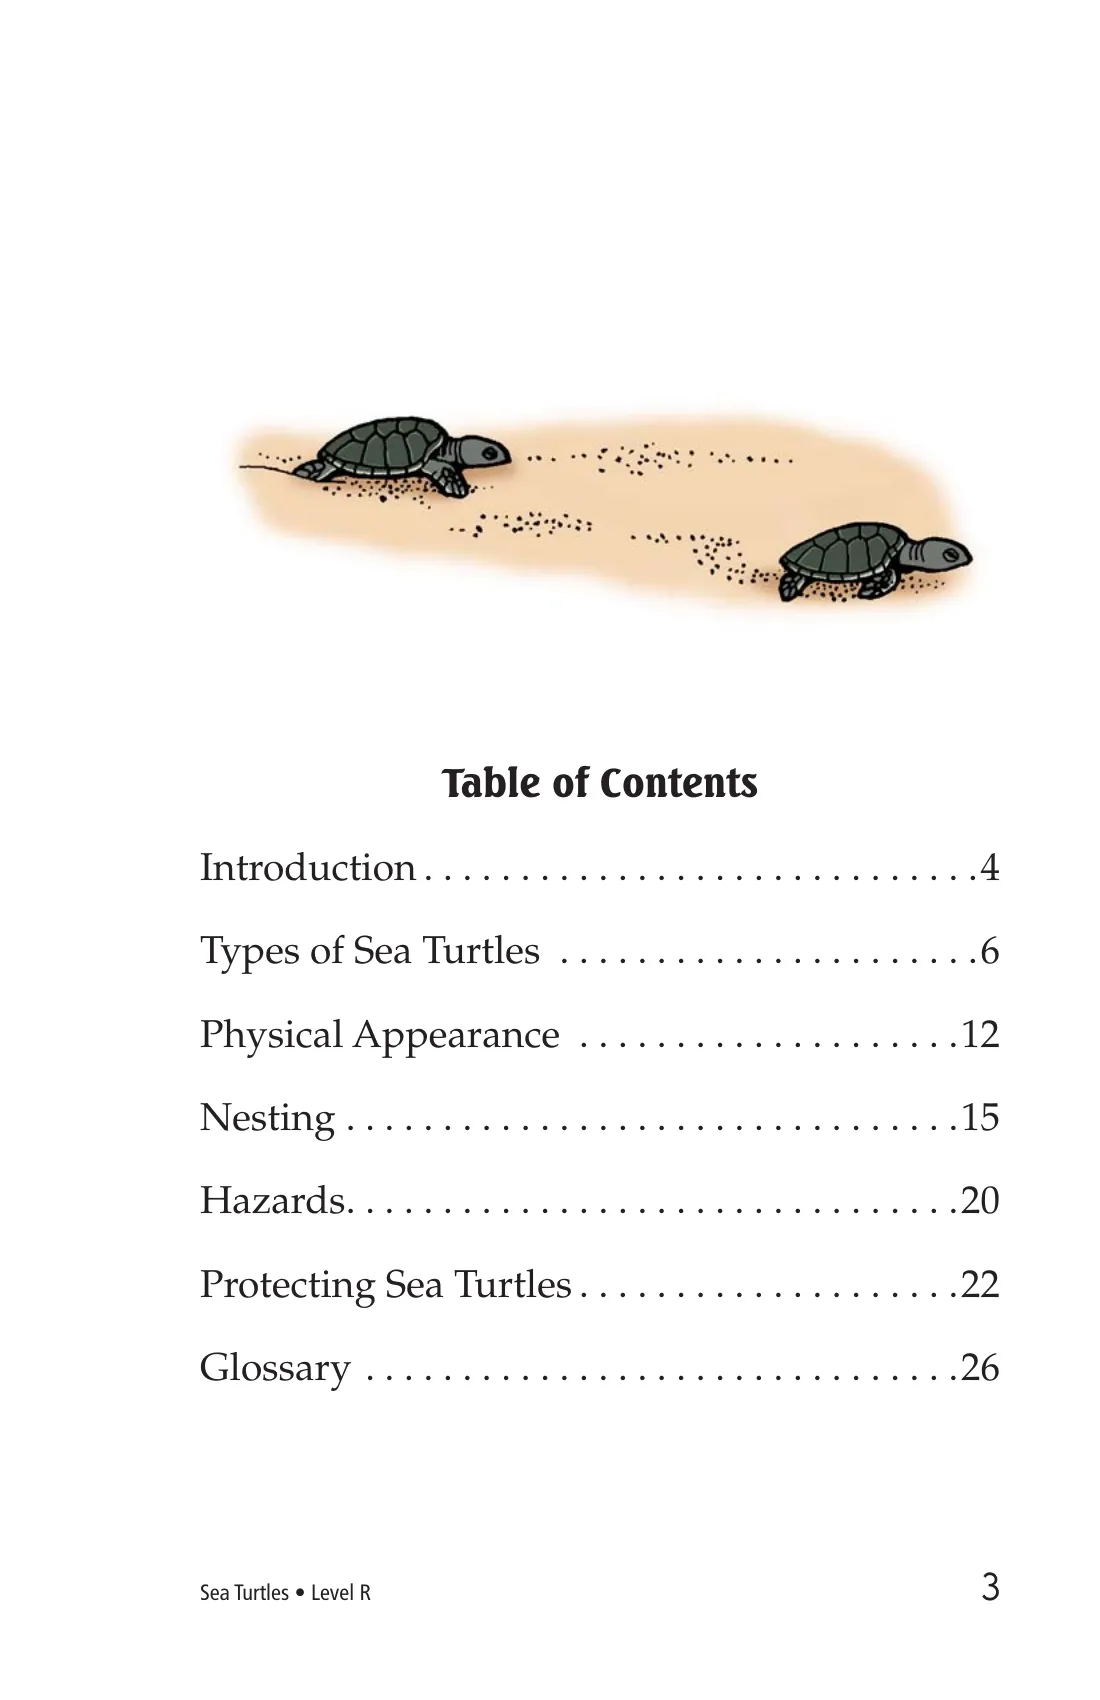 Table of Contents
Introduction . . . . . . . . . . . . . . . . . . . . . . . . . . . . .4
Types of Sea Turtles . . . . . . . . . . . . . . . . . . . . . .6
Physical Appearance . . . . . . . . . . . . . . . . . . . .12
Nesting . . . . . . . . . . . . . . . . . . . . . . . . . . . . . . . .15
Hazards. . . . . . . . . . . . . . . . . . . . . . . . . . . . . . . .20
Protecting Sea Turtles . . . . . . . . . . . . . . . . . . . .22
Glossary . . . . . . . . . . . . . . . . . . . . . . . . . . . . . . .26
Sea Turtles • Level R 3